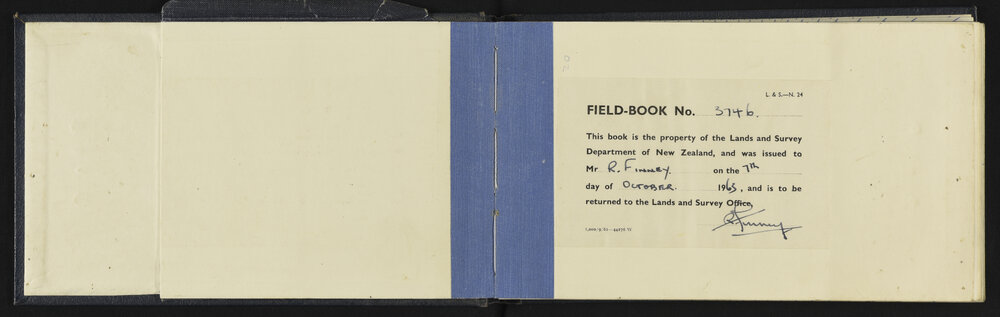 L. & S.—N. 24
FIELD-BOOK No. 3746.
This book is the property of the Lands and Survey
Department of New Zealand, and was issued to
Mr R. Finney. on the 7th
day of October. 1963, and is to be
returned to the Lands and Survey Office,
R Finney